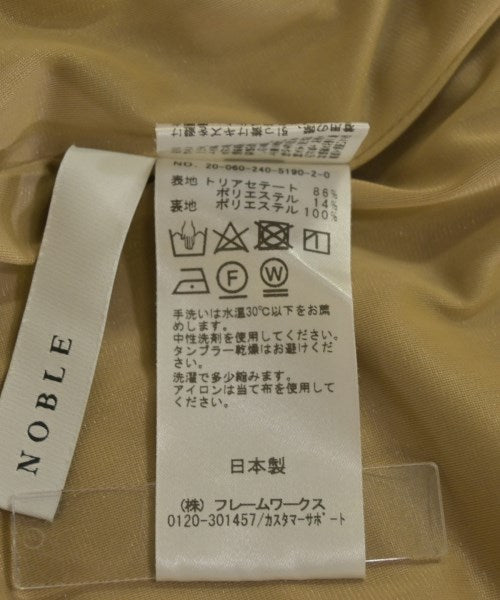 NO. 20-060-240-5190-2-0
表地 トリアセテート 86%
ポリエステル 14%
裏地 ポリエステル 100%
F W
手洗いは水温30℃以下をお薦
めします。
中性洗剤を使用してください。
タンブラー乾燥はお避けくださ
い。
洗濯で多少縮みます。
アイロンは当て布を使用して
ください。
日本製
(株) フレームワークス
0120-301457/カスタマーサポート
NOBLE